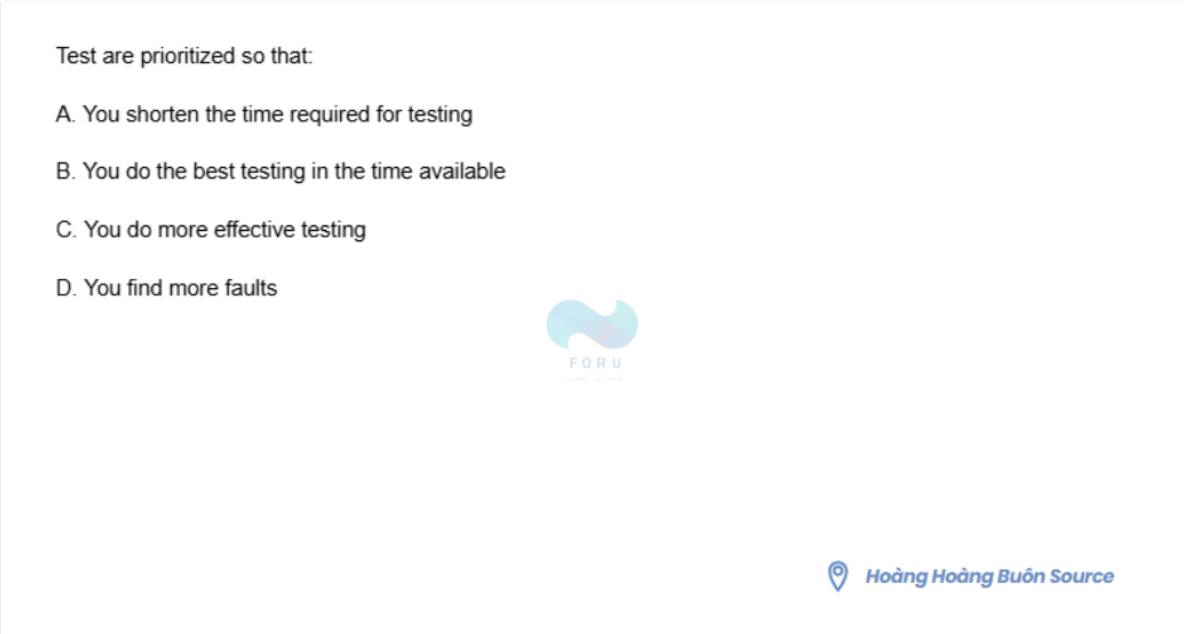 Test are prioritized so that:
A. You shorten the time required for testing
B. You do the best testing in the time available
C. You do more effective testing
D. You find more faults
FORU
Hoàng Hoàng Buôn Source